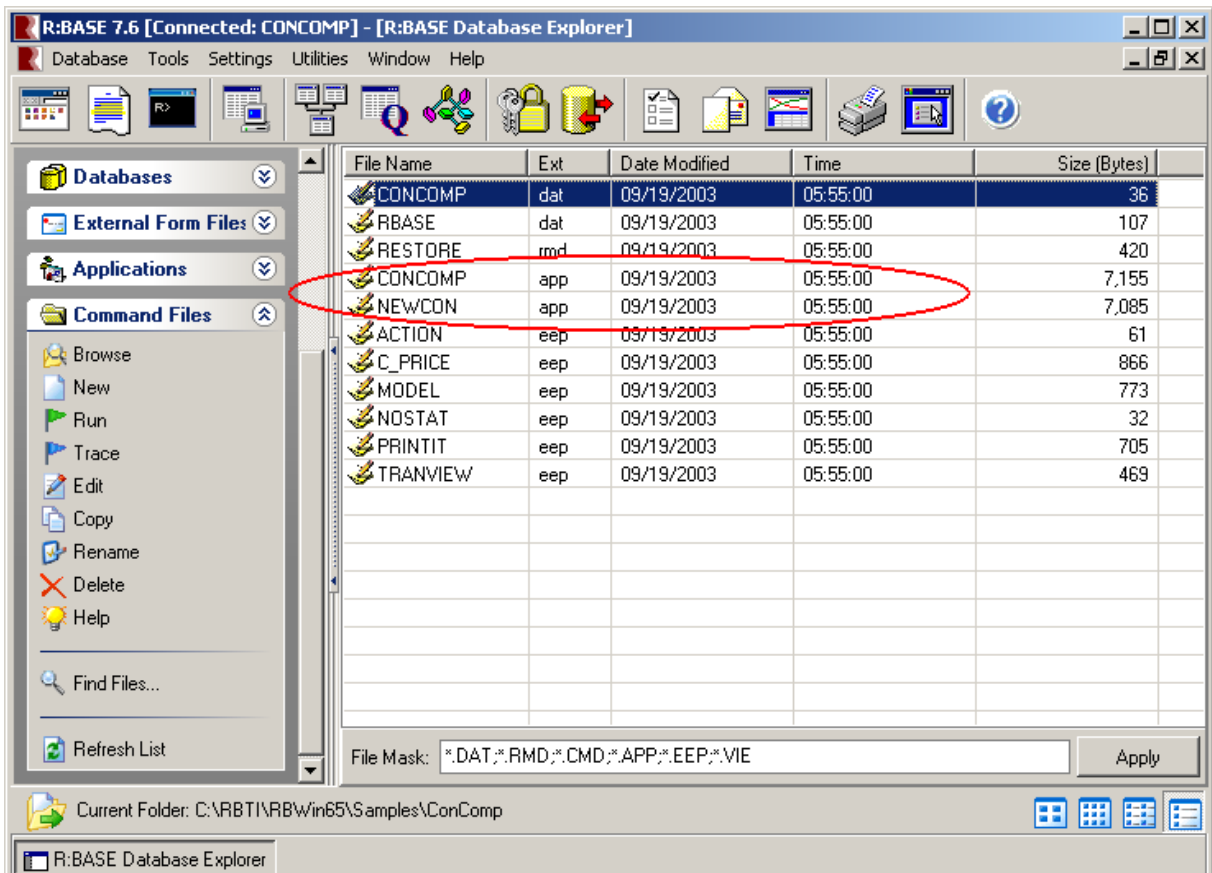 R:BASE 7.6 [Connected: CONCOMP] - [R:BASE Database Explorer]
Database Tools Settings Utilities Window Help
R>
Q
Databases
External Form Files
Applications
Command Files
Browse
New
Run
Trace
Edit
Copy
Rename
Delete
Help
Find Files...
Refresh List
File Name Ext Date Modified Time Size (Bytes)
CONCOMP dat 09/19/2003 05:55:00 36
RBASE dat 09/19/2003 05:55:00 107
RESTORE rmd 09/19/2003 05:55:00 420
CONCOMP app 09/19/2003 05:55:00 7,155
NEWCON app 09/19/2003 05:55:00 7,085
ACTION eep 09/19/2003 05:55:00 61
C_PRICE eep 09/19/2003 05:55:00 866
MODEL eep 09/19/2003 05:55:00 773
NOSTAT eep 09/19/2003 05:55:00 32
PRINTIT eep 09/19/2003 05:55:00 705
TRANVIEW eep 09/19/2003 05:55:00 469
File Mask: *.DAT;*.RMD;*.CMD;*.APP;*.EEP;*.VIE Apply
Current Folder: C:\RBTI\RBWin65\Samples\ConComp
R:BASE Database Explorer